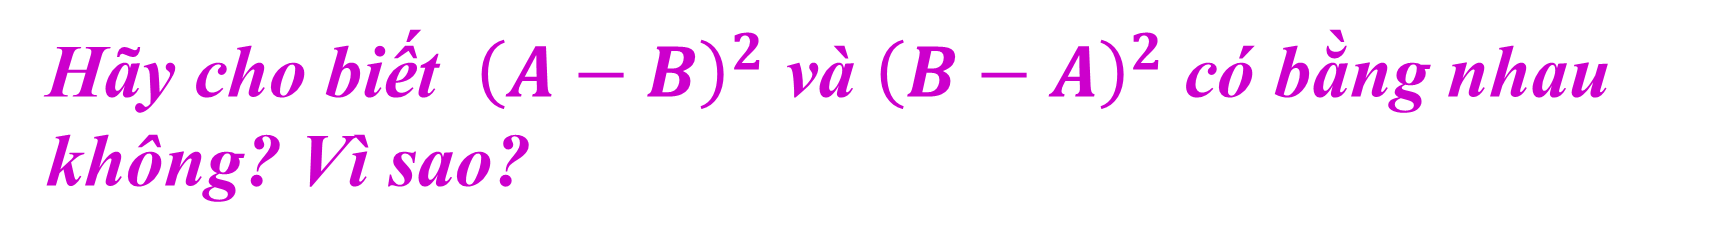 Hãy cho biết (A − B)² và (B − A)² có bằng nhau
không? Vì sao?